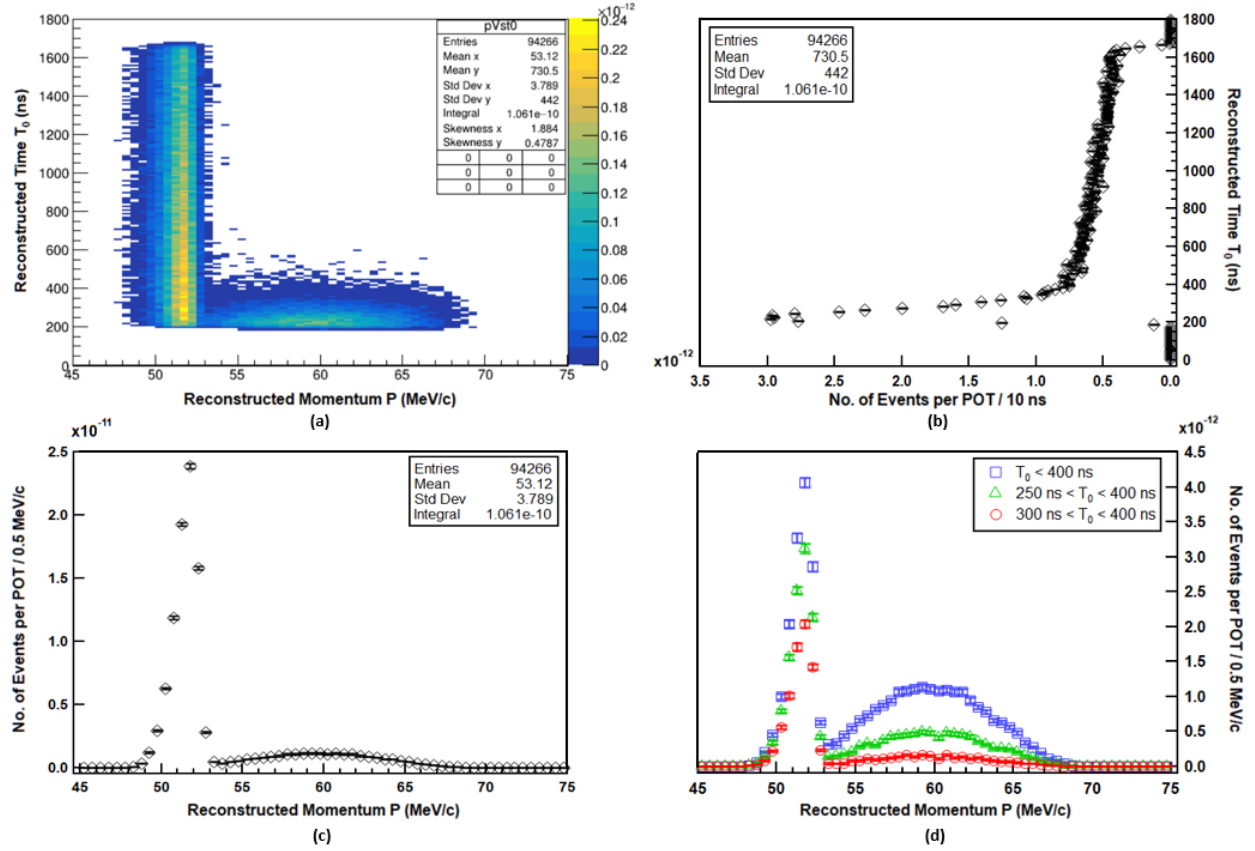 ×10⁻¹²
pVst0
Entries 94266
Mean x 53.12
Mean y 730.5
Std Dev x 3.789
Std Dev y 442
Integral 1.061e-10
Skewness x 1.884
Skewness y 0.4787
0 0 0
0 0 0
0 0 0
0.24
0.22
0.2
0.18
0.16
0.14
0.12
0.1
0.08
0.06
0.04
0.02
0
Reconstructed Time T₀ (ns)
1800
1600
1400
1200
1000
800
600
400
200
0
45 50 55 60 65 70 75
Reconstructed Momentum P (MeV/c)
(a)
Entries 94266
Mean 730.5
Std Dev 442
Integral 1.061e-10
1800
1600
1400
1200
1000
800
600
400
200
0
Reconstructed Time T₀ (ns)
x10⁻¹²
3.5 3.0 2.5 2.0 1.5 1.0 0.5 0.0
No. of Events per POT / 10 ns
(b)
x10⁻¹¹
2.5
2.0
1.5
1.0
0.5
0.0
No. of Events per POT / 0.5 MeV/c
Entries 94266
Mean 53.12
Std Dev 3.789
Integral 1.061e-10
45 50 55 60 65 70 75
Reconstructed Momentum P (MeV/c)
(c)
x10⁻¹²
T₀ < 400 ns
250 ns < T₀ < 400 ns
300 ns < T₀ < 400 ns
4.5
4.0
3.5
3.0
2.5
2.0
1.5
1.0
0.5
0.0
No. of Events per POT / 0.5 MeV/c
45 50 55 60 65 70 75
Reconstructed Momentum P (MeV/c)
(d)